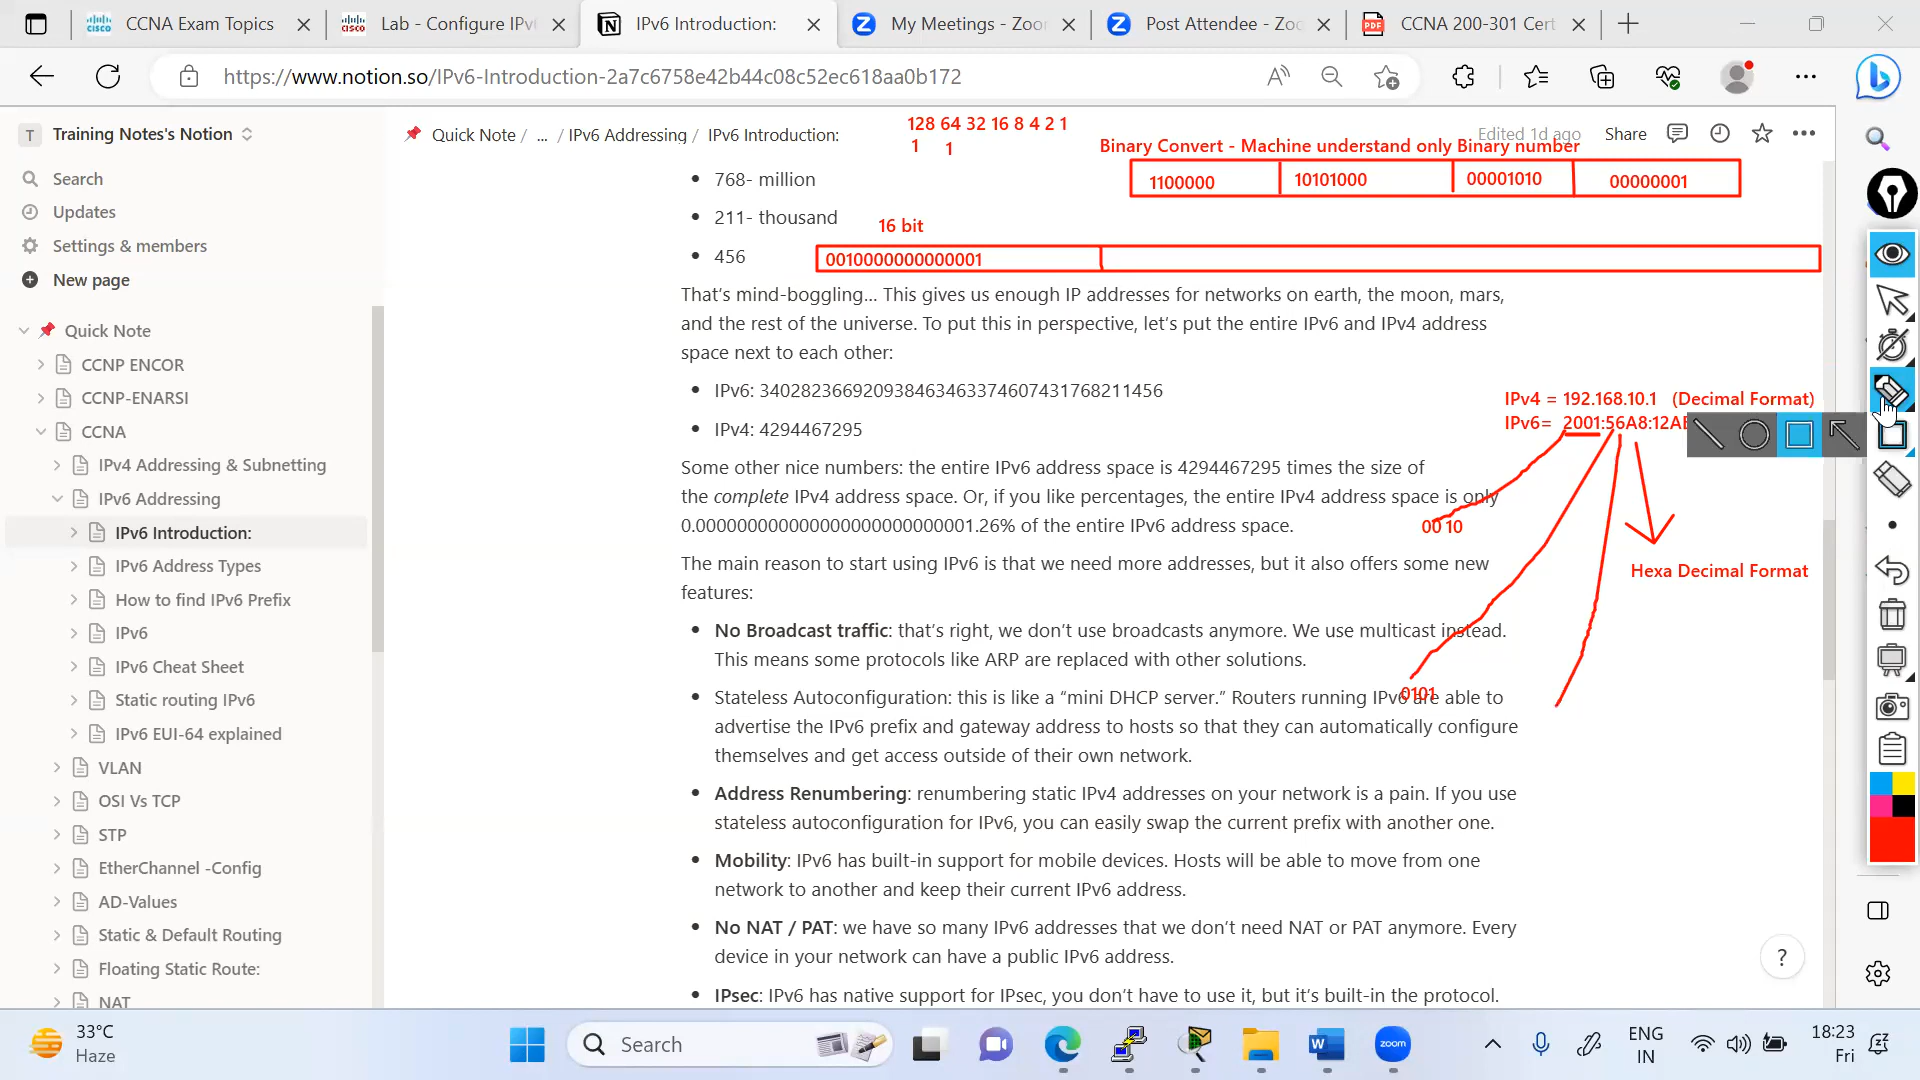 CCNA Exam Topics
Lab - Configure IPv6
IPv6 Introduction:
My Meetings - Zoom
Post Attendee - Zoo
CCNA 200-301 Cert
https://www.notion.so/IPv6-Introduction-2a7c6758e42b44c08c52ec618aa0b172
T Training Notes's Notion
Search
Updates
Settings & members
New page
Quick Note
CCNP ENCOR
CCNP-ENARSI
CCNA
IPv4 Addressing & Subnetting
IPv6 Addressing
IPv6 Introduction:
IPv6 Address Types
How to find IPv6 Prefix
IPv6
IPv6 Cheat Sheet
Static routing IPv6
IPv6 EUI-64 explained
VLAN
OSI Vs TCP
STP
EtherChannel -Config
AD-Values
Static & Default Routing
Floating Static Route:
NAT
Quick Note / ... / IPv6 Addressing / IPv6 Introduction:
Edited 1d ago Share
128 64 32 16 8 4 2 1
1 1
Binary Convert - Machine understand only Binary number
1100000 10101000 00001010 00000001
• 768- million
• 211- thousand
16 bit
• 456
0010000000000001
That's mind-boggling... This gives us enough IP addresses for networks on earth, the moon, mars,
and the rest of the universe. To put this in perspective, let's put the entire IPv6 and IPv4 address
space next to each other:
• IPv6: 340282366920938463463374607431768211456
• IPv4: 4294467295
IPv4 = 192.168.10.1 (Decimal Format)
IPv6= 2001:56A8:12AB
Some other nice numbers: the entire IPv6 address space is 4294467295 times the size of
the complete IPv4 address space. Or, if you like percentages, the entire IPv4 address space is only
0.0000000000000000000000000001.26% of the entire IPv6 address space.
0010
The main reason to start using IPv6 is that we need more addresses, but it also offers some new
features:
Hexa Decimal Format
• No Broadcast traffic: that's right, we don't use broadcasts anymore. We use multicast instead.
This means some protocols like ARP are replaced with other solutions.
0101
• Stateless Autoconfiguration: this is like a “mini DHCP server.” Routers running IPv6 are able to
advertise the IPv6 prefix and gateway address to hosts so that they can automatically configure
themselves and get access outside of their own network.
• Address Renumbering: renumbering static IPv4 addresses on your network is a pain. If you use
stateless autoconfiguration for IPv6, you can easily swap the current prefix with another one.
• Mobility: IPv6 has built-in support for mobile devices. Hosts will be able to move from one
network to another and keep their current IPv6 address.
• No NAT / PAT: we have so many IPv6 addresses that we don't need NAT or PAT anymore. Every
device in your network can have a public IPv6 address.
• IPsec: IPv6 has native support for IPsec, you don't have to use it, but it's built-in the protocol.
?
33°C
Haze
Search
zoom
ENG
IN
18:23
Fri